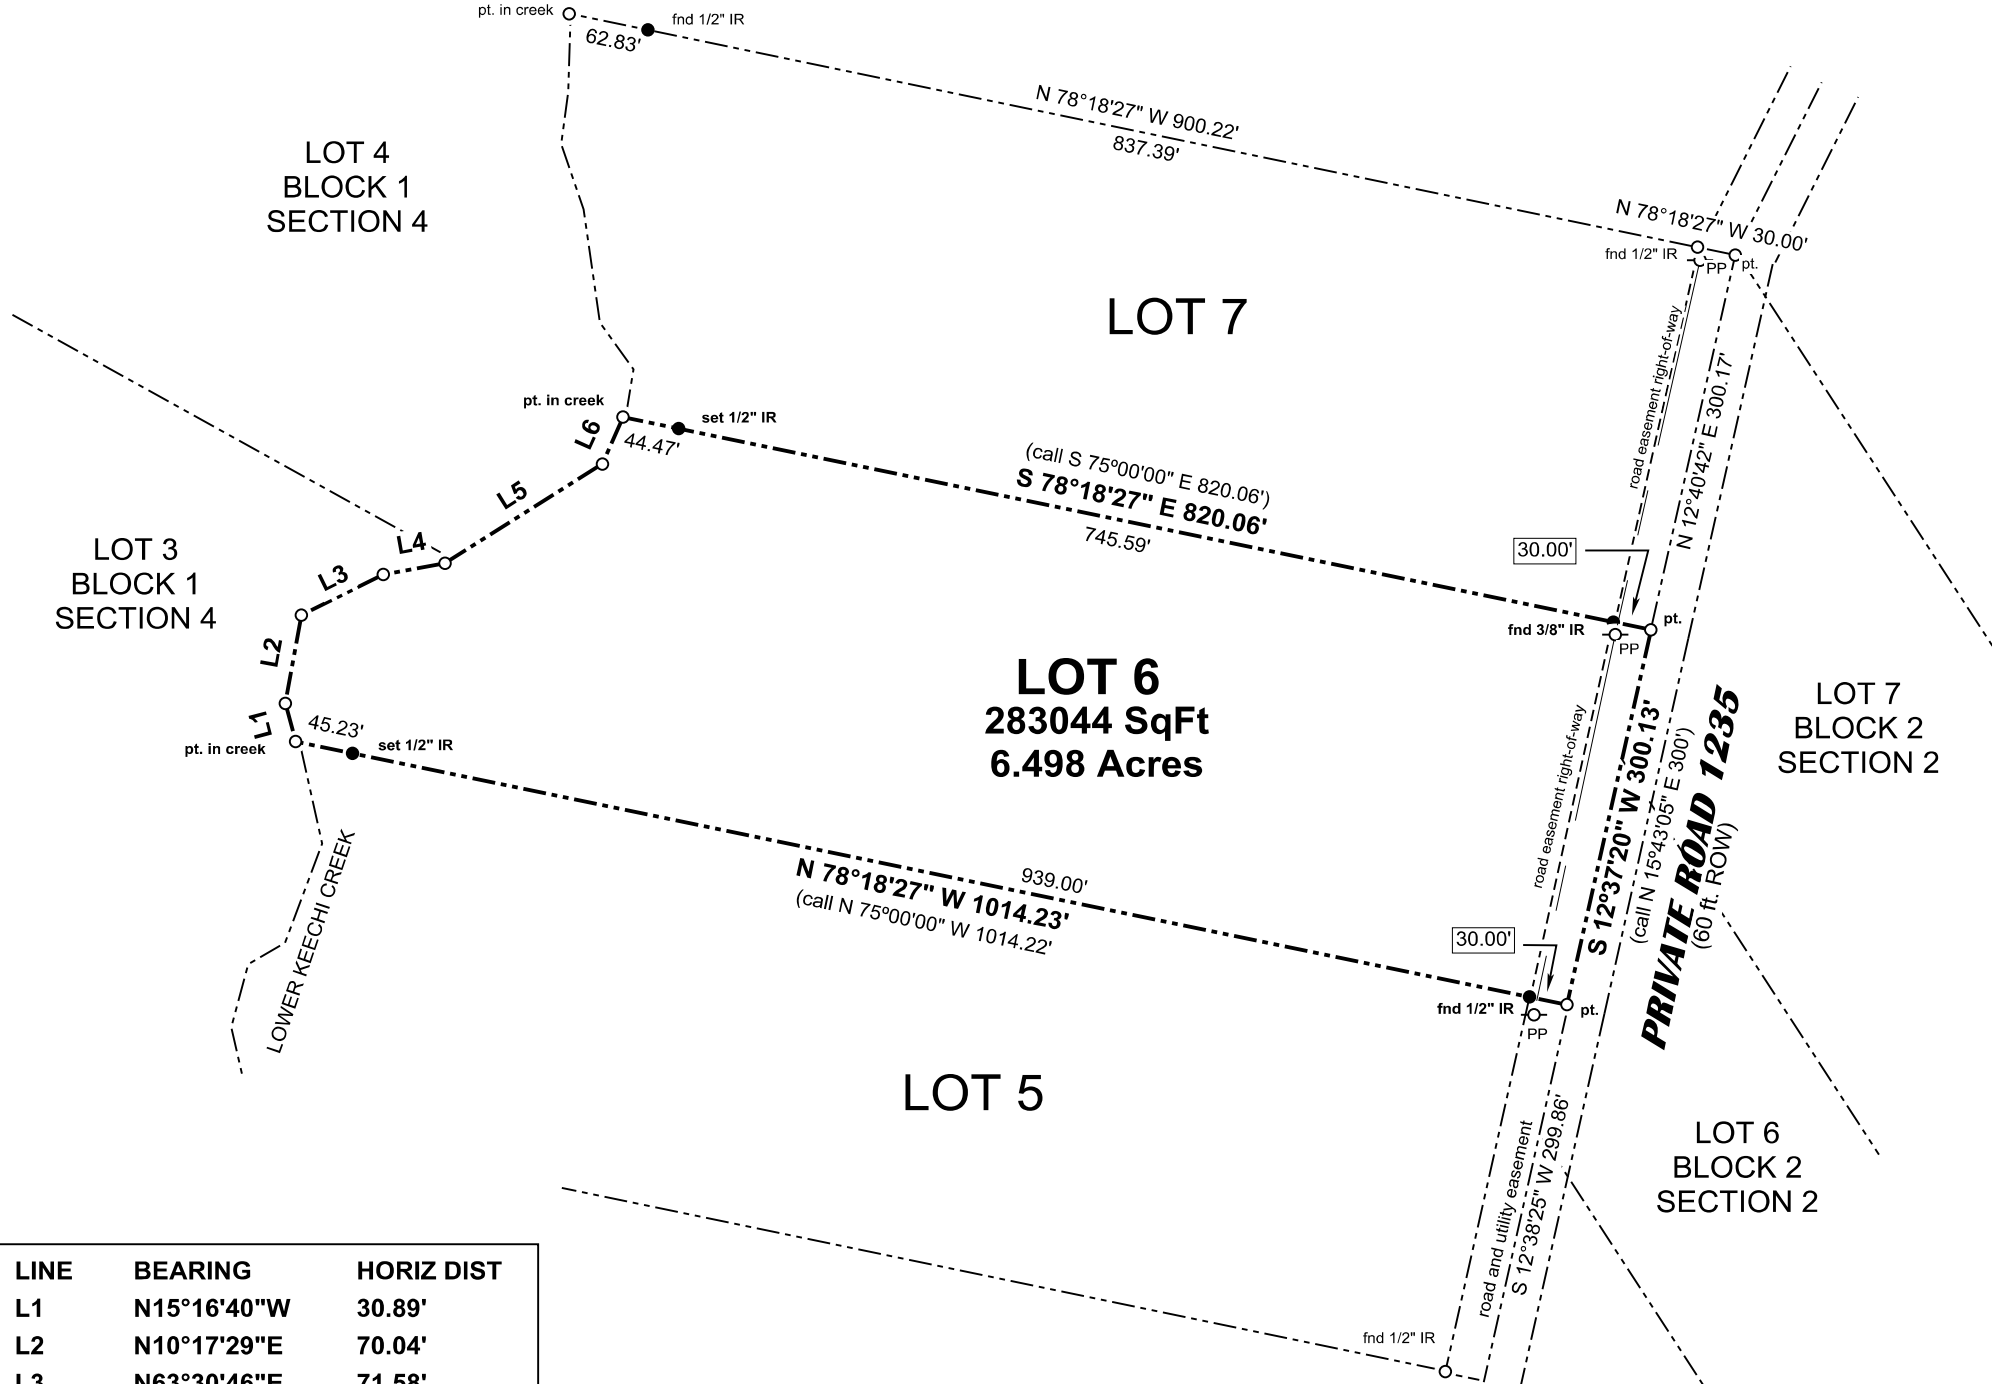 pt. in creek
fnd 1/2" IR
62.83'
N 78°18'27" W 900.22'
837.39'
LOT 4
BLOCK 1
SECTION 4
N 78°18'27" W 30.00'
fnd 1/2" IR
PP
pt.
LOT 7
road easement right-of-way
N 12°40'42" E 300.17'
pt. in creek
set 1/2" IR
L6
44.47'
(call S 75º00'00" E 820.06')
S 78°18'27" E 820.06'
745.59'
L5
L4
L3
L2
L1
30.00'
LOT 3
BLOCK 1
SECTION 4
fnd 3/8" IR
pt.
PP
LOT 6
283044 SqFt
6.498 Acres
45.23'
pt. in creek
set 1/2" IR
road easement right-of-way
S 12°37'20" W 300.13'
(call N 15º43'05" E 300')
PRIVATE ROAD 1235
(60 ft. ROW)
LOT 7
BLOCK 2
SECTION 2
939.00'
N 78°18'27" W 1014.23'
(call N 75º00'00" W 1014.22'
30.00'
LOWER KEECHI CREEK
fnd 1/2" IR
pt.
PP
LOT 5
road and utility easement
S 12°38'25" W 299.86'
LOT 6
BLOCK 2
SECTION 2
fnd 1/2" IR
LINE BEARING HORIZ DIST
L1 N15°16'40"W 30.89'
L2 N10°17'29"E 70.04'
L3 N63°30'46"E 71.58'